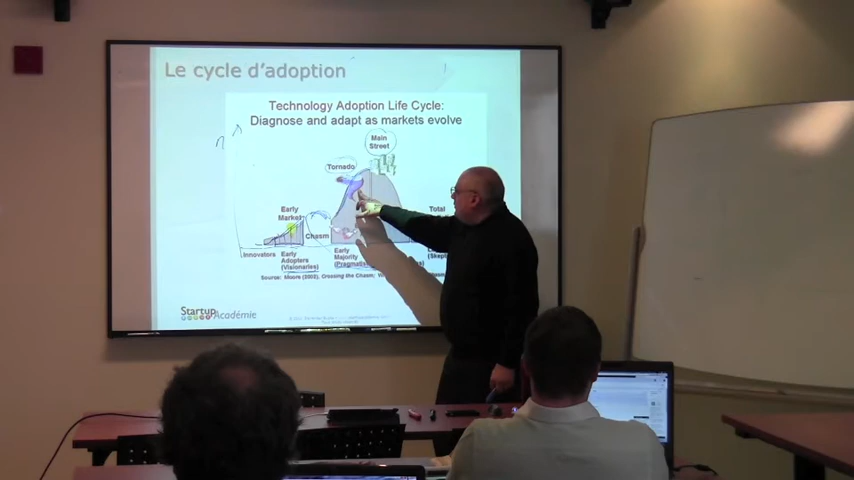 Le cycle d'adoption
Technology Adoption Life Cycle:
Diagnose and adapt as markets evolve
Main
Street
Tornado
Early
Market
Chasm
Total
Innovators
Early
Adopters
(Visionaries)
Early
Majority
(Pragmatis
Source: Moore (2002), Crossing the Chasm;
StartupAcadémie